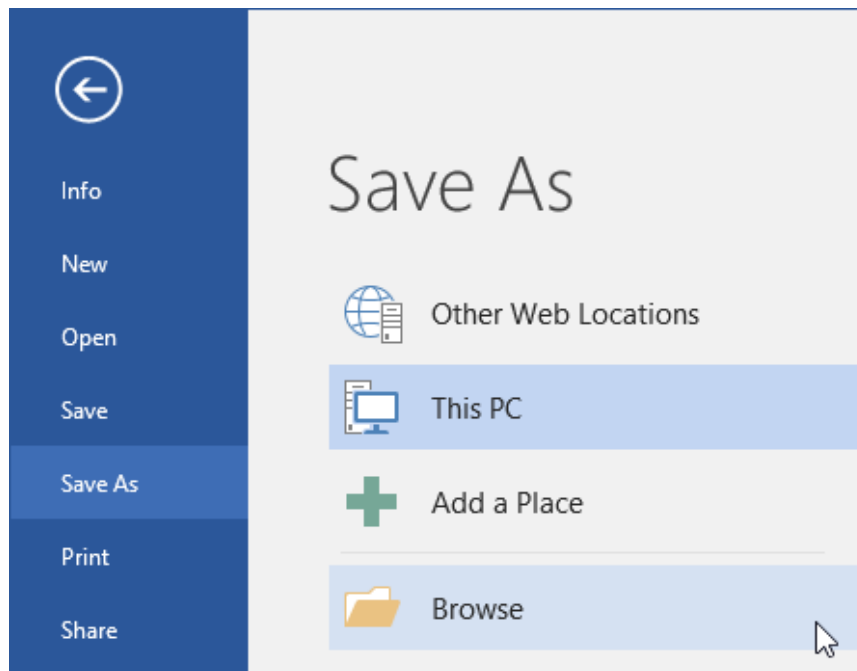 Info
New
Open
Save
Save As
Print
Share
Save As
Other Web Locations
This PC
Add a Place
Browse